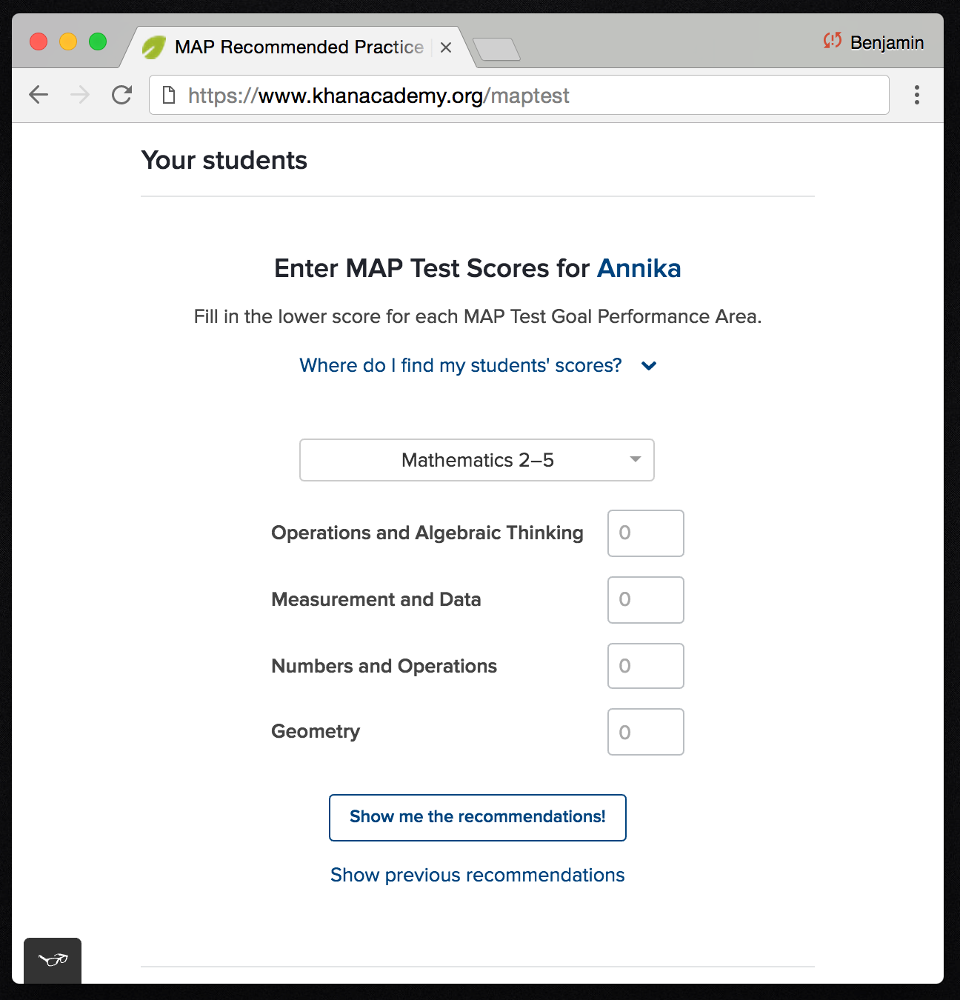 MAP Recommended Practice
Benjamin
https://www.khanacademy.org/maptest
Your students
Enter MAP Test Scores for Annika
Fill in the lower score for each MAP Test Goal Performance Area.
Where do I find my students' scores?
Mathematics 2–5
Operations and Algebraic Thinking 0
Measurement and Data 0
Numbers and Operations 0
Geometry 0
Show me the recommendations!
Show previous recommendations